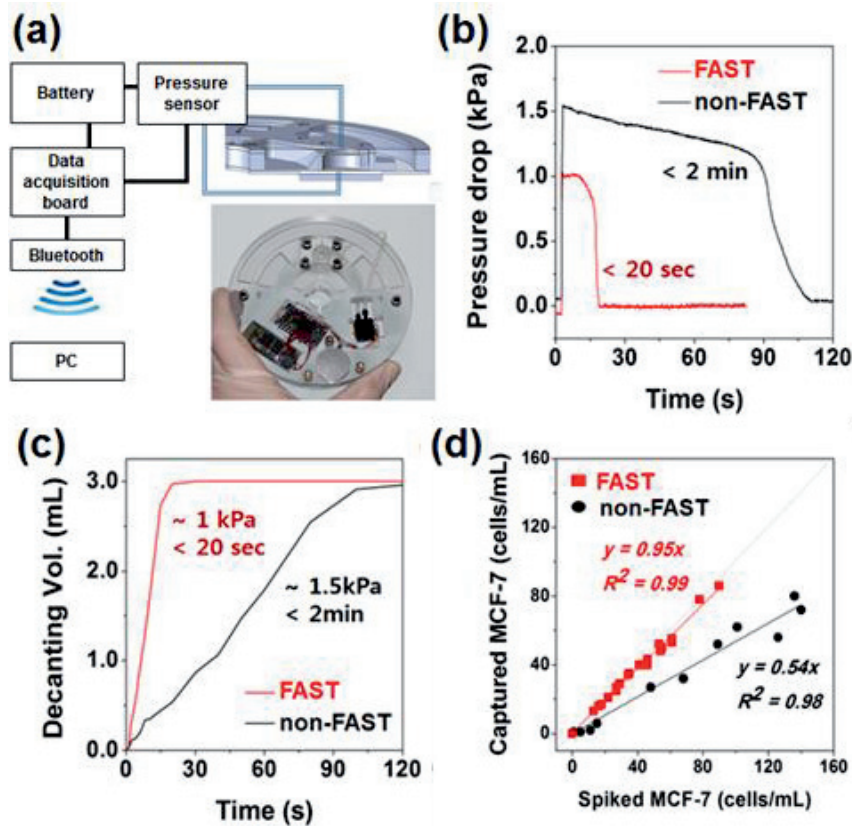 (a)
Battery
Pressure
sensor
Data
acquisition
board
Bluetooth
PC
(b)
Pressure drop (kPa)
2.0
1.5
1.0
0.5
0.0
FAST
non-FAST
< 2 min
< 20 sec
0 30 60 90 120
Time (s)
(c)
Decanting Vol. (mL)
3.0
2.0
1.0
0.0
~ 1 kPa
< 20 sec
~ 1.5kPa
< 2min
FAST
non-FAST
0 30 60 90 120
Time (s)
(d)
Captured MCF-7 (cells/mL)
160
120
80
40
0
FAST
non-FAST
y = 0.95x
R² = 0.99
y = 0.54x
R² = 0.98
0 40 80 120 160
Spiked MCF-7 (cells/mL)